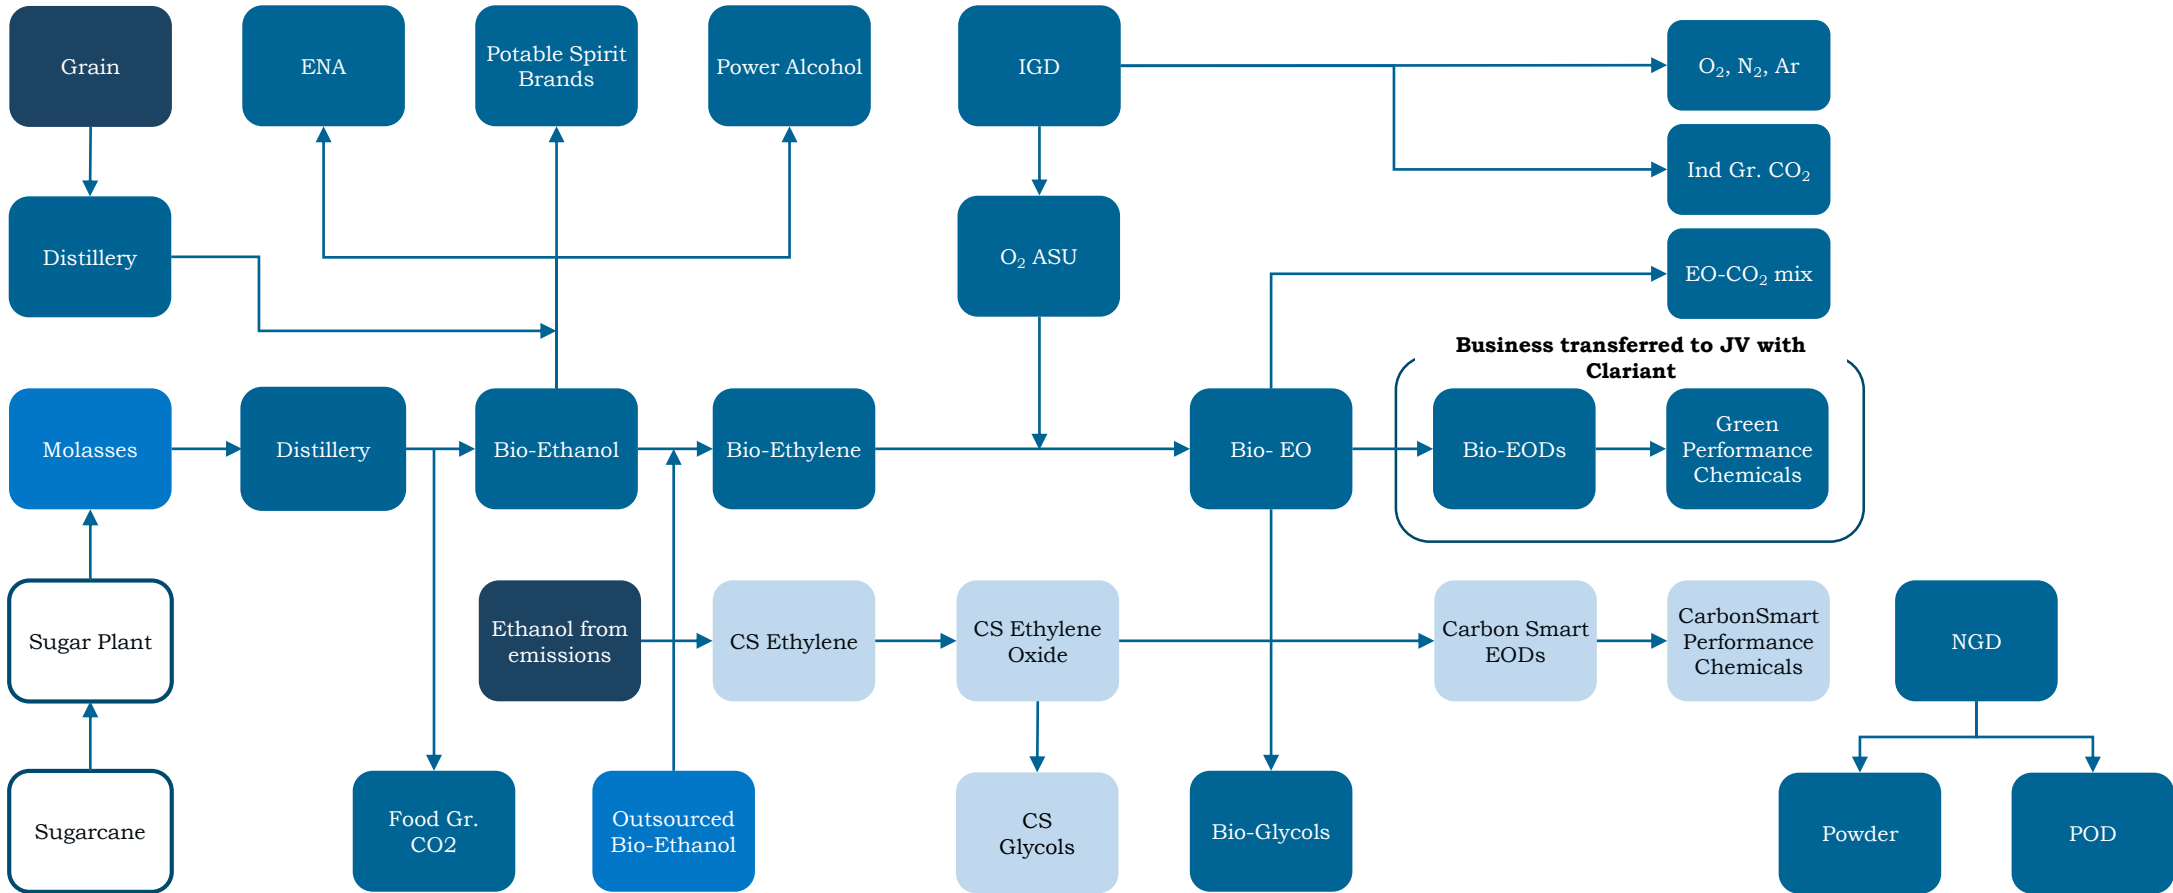 Grain
ENA
Potable Spirit
Brands
Power Alcohol
IGD
O₂, N₂, Ar
Ind Gr. CO₂
Distillery
O₂ ASU
EO-CO₂ mix
Business transferred to JV with
Clariant
Molasses
Distillery
Bio-Ethanol
Bio-Ethylene
Bio- EO
Bio-EODs
Green
Performance
Chemicals
Sugar Plant
Ethanol from
emissions
CS Ethylene
CS Ethylene
Oxide
Carbon Smart
EODs
CarbonSmart
Performance
Chemicals
NGD
Sugarcane
Food Gr.
CO2
Outsourced
Bio-Ethanol
CS
Glycols
Bio-Glycols
Powder
POD